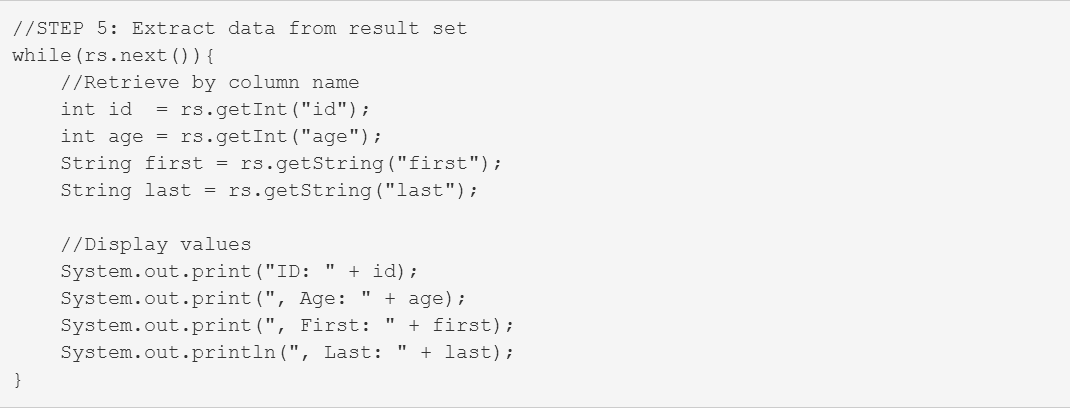 //STEP 5: Extract data from result set
while(rs.next()){
    //Retrieve by column name
    int id  = rs.getInt("id");
    int age = rs.getInt("age");
    String first = rs.getString("first");
    String last = rs.getString("last");

    //Display values
    System.out.print("ID: " + id);
    System.out.print(", Age: " + age);
    System.out.print(", First: " + first);
    System.out.println(", Last: " + last);
}